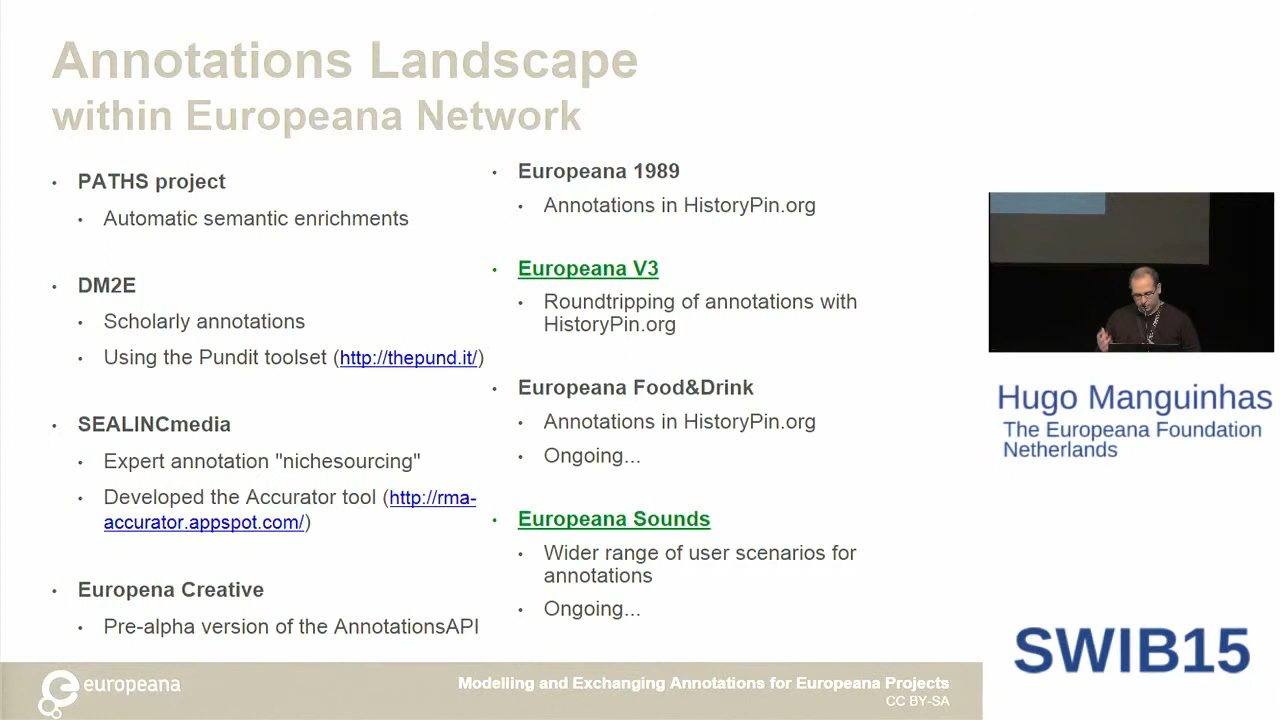 Annotations Landscape
within Europeana Network
• PATHS project
• Automatic semantic enrichments
• DM2E
• Scholarly annotations
• Using the Pundit toolset (http://thepund.it/)
• SEALINCmedia
• Expert annotation "nichesourcing"
• Developed the Accurator tool (http://rma-
accurator.appspot.com/)
• Europena Creative
• Pre-alpha version of the AnnotationsAPI
• Europeana 1989
• Annotations in HistoryPin.org
• Europeana V3
• Roundtripping of annotations with
HistoryPin.org
• Europeana Food&Drink
• Annotations in HistoryPin.org
• Ongoing...
• Europeana Sounds
• Wider range of user scenarios for
annotations
• Ongoing...
Hugo Manguinhas
The Europeana Foundation
Netherlands
SWIB15
europeana
Modelling and Exchanging Annotations for Europeana Projects
CC BY-SA